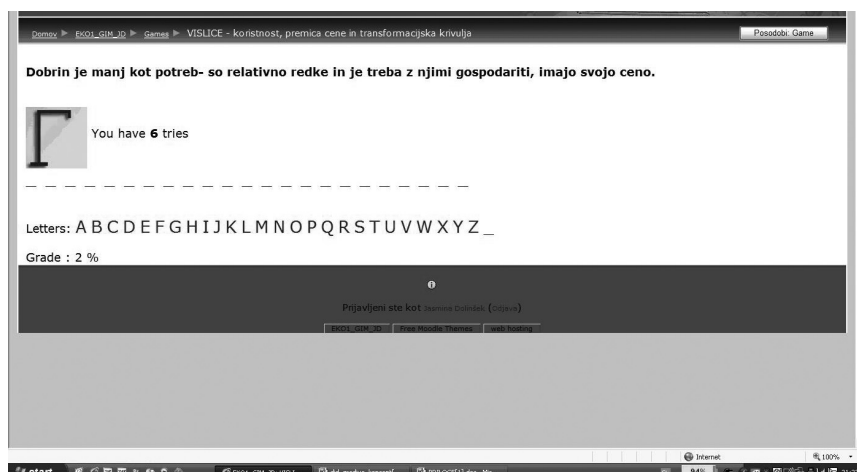 Domov ► EKO1_GIM_JD ► Games ► VISLICE - koristnost, premica cene in transformacijska krivulja
Posodobi: Game
Dobrin je manj kot potreb- so relativno redke in je treba z njimi gospodariti, imajo svojo ceno.
You have 6 tries
_ _ _ _ _ _ _ _ _ _ _ _ _ _ _ _ _ _ _ _ _ _ _
Letters: A B C D E F G H I J K L M N O P Q R S T U V W X Y Z _
Grade : 2 %
Prijavljeni ste kot (Odjava)
EKO1_GIM_JD Free Moodle Themes web hosting
Internet 100%
start
94%